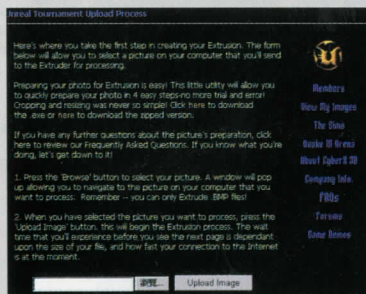 Unreal Tournament Upload Process
Here's where you take the first step in creating your Extrusion. The form
below will allow you to select a picture on your computer that you'll send
to the Extruder for processing.
Preparing your photo for Extrusion is easy! This little utility will allow you
to quickly prepare your photo in 4 easy steps-no more trial and error!
Cropping and resizing was never so simple! Click here to download
the .exe or here to download the zipped version.
If you have any further questions about the picture's preparation, click
here to review our Frequently Asked Questions. If you know what you're
doing, let's get down to it!
1. Press the 'Browse' button to select your picture. A window will pop
up allowing you to navigate to the picture on your computer that you
want to process. Remember -- you can only Extrude .BMP files!
2. When you have selected the picture you want to process, press the
'Upload Image' button. this will begin the Extrusion process. The wait
time that you'll experience before you see the next page is dependant
upon the size of your file, and how fast your connection to the Internet
is at the moment.
瀏覽... Upload Image
Members
View My Images
The Sims
Quake III Arena
About CyberX 3D
Company Info.
FAQs
Forums
Game Demos